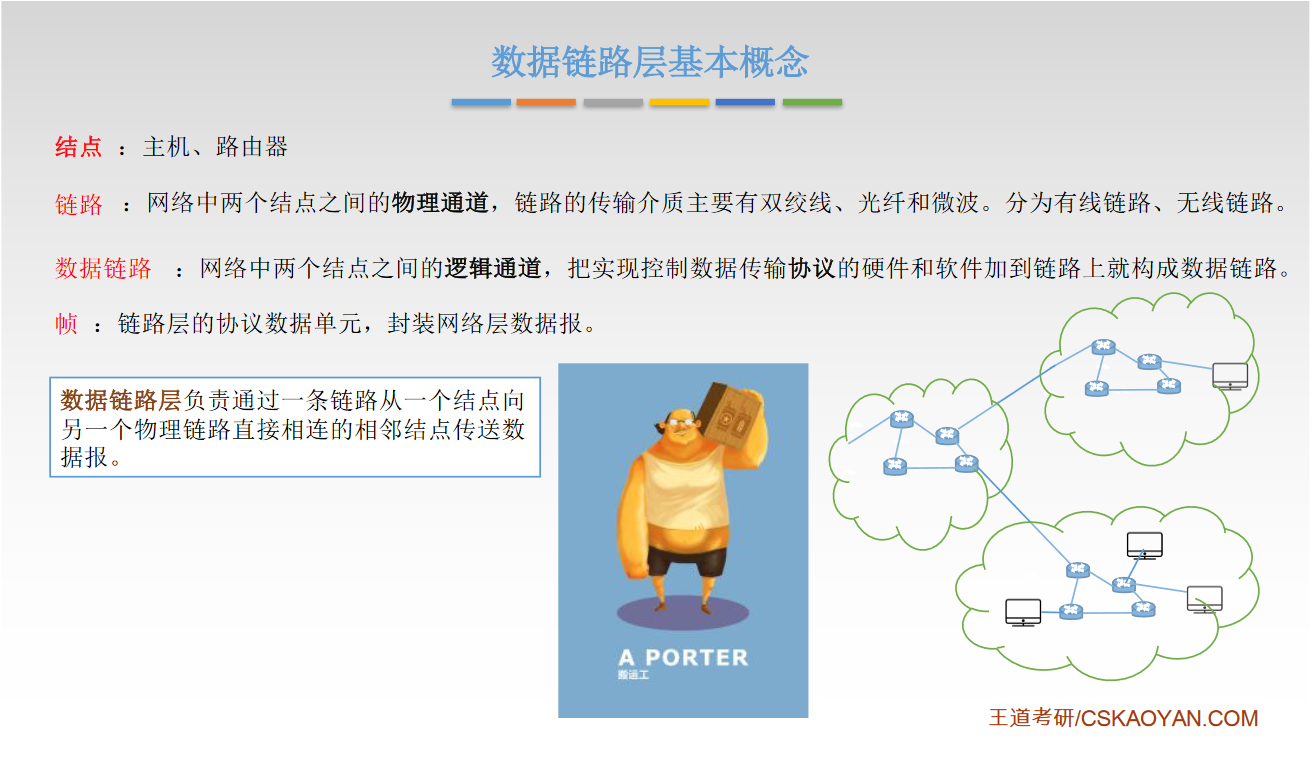 数据链路层基本概念
结点 ：主机、路由器
链路 ：网络中两个结点之间的物理通道，链路的传输介质主要有双绞线、光纤和微波。分为有线链路、无线链路。
数据链路 ：网络中两个结点之间的逻辑通道，把实现控制数据传输协议的硬件和软件加到链路上就构成数据链路。
帧 ：链路层的协议数据单元，封装网络层数据报。
数据链路层负责通过一条链路从一个结点向
另一个物理链路直接相连的相邻结点传送数
据报。
A PORTER
搬运工
王道考研/CSKAOYAN.COM